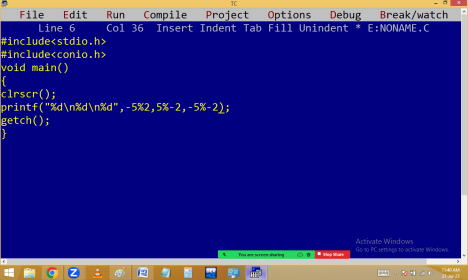 TC
File Edit Run Compile Project Options Debug Break/watch
Line 6 Col 36 Insert Indent Tab Fill Unindent * E:NONAME.C
#include<stdio.h>
#include<conio.h>
void main()
{
clrscr();
printf("%d\n%d\n%d",-5%2,5%-2,-5%-2);
getch();
}
Activate Windows
Go to PC settings to activate Windows.
You are screen sharing Stop Share
11:40 AM